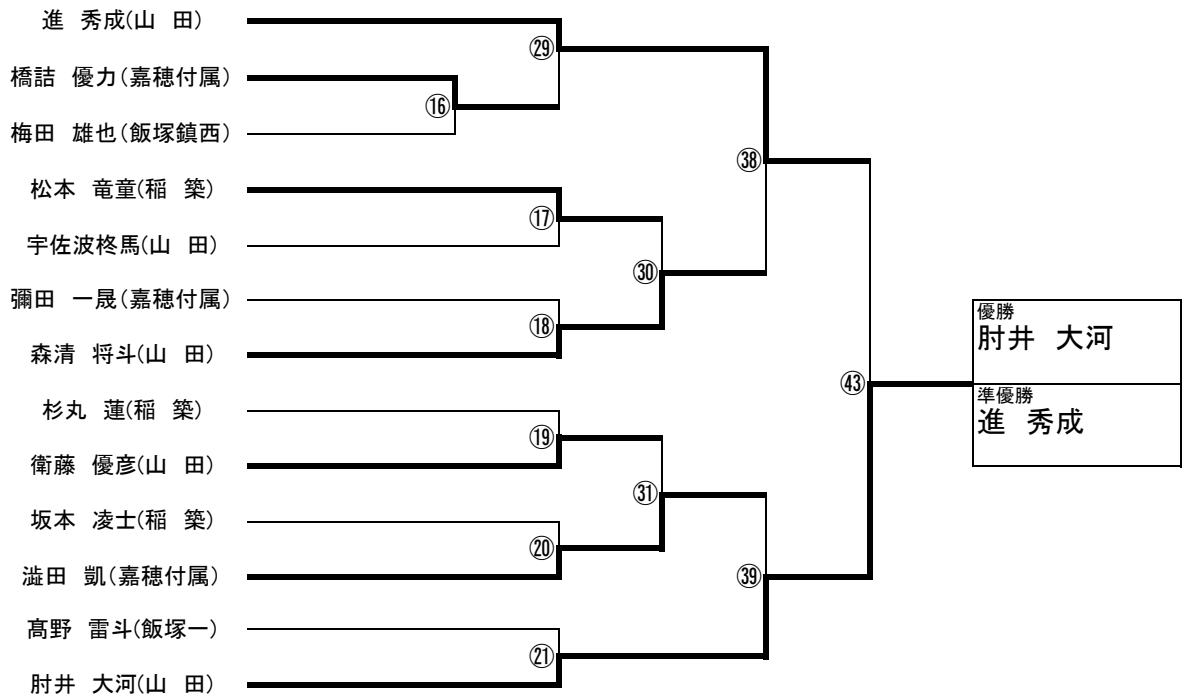 進　秀成(山　田)
橋詰　優力(嘉穂付属)
梅田　雄也(飯塚鎮西)
松本　竜童(稲　築)
宇佐波柊馬(山　田)
彌田　一晟(嘉穂付属)
森清　将斗(山　田)
杉丸　蓮(稲　築)
衛藤　優彦(山　田)
坂本　凌士(稲　築)
澁田　凱(嘉穂付属)
髙野　雷斗(飯塚一)
肘井　大河(山　田)
⑯
㉙
⑰
⑱
⑲
⑳
㉑
㉚
㉛
㊳
㊴
㊸
優勝
肘井　大河
準優勝
進　秀成